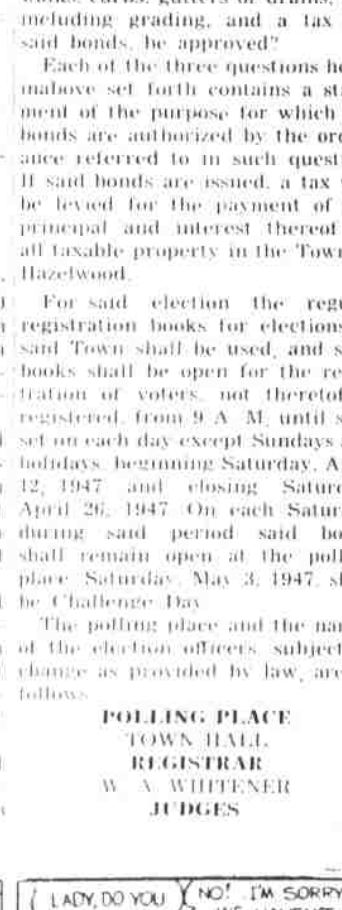 including grading, and a tax
said bonds, be approved?
Each of the three questions he
inabove set forth contains a sta
ment of the purpose for which
bonds are authorized by the ord
ance referred to in such quest
If said bonds are issued, a tax
be levied for the payment of
principal and interest thereof
all taxable property in the Town
Hazelwood.
For said election the regu
registration books for elections
said Town shall be used, and s
books shall be open for the re
tration of voters, not theretof
registered, from 9 A. M. until s
set on each day except Sundays
holidays, beginning Saturday, A
12, 1947 and closing Satur
April 26, 1947. On each Satur
during said period said bo
shall remain open at the poll
place. Saturday, May 3, 1947, s
be Challenge Day
The polling place and the na
of the election officers, subject
change as provided by law, are
follows
POLLING PLACE
TOWN HALL
REGISTRAR
W. A. WHITENER
JUDGES
LADY, DO YOU
NO! I'M SORRY